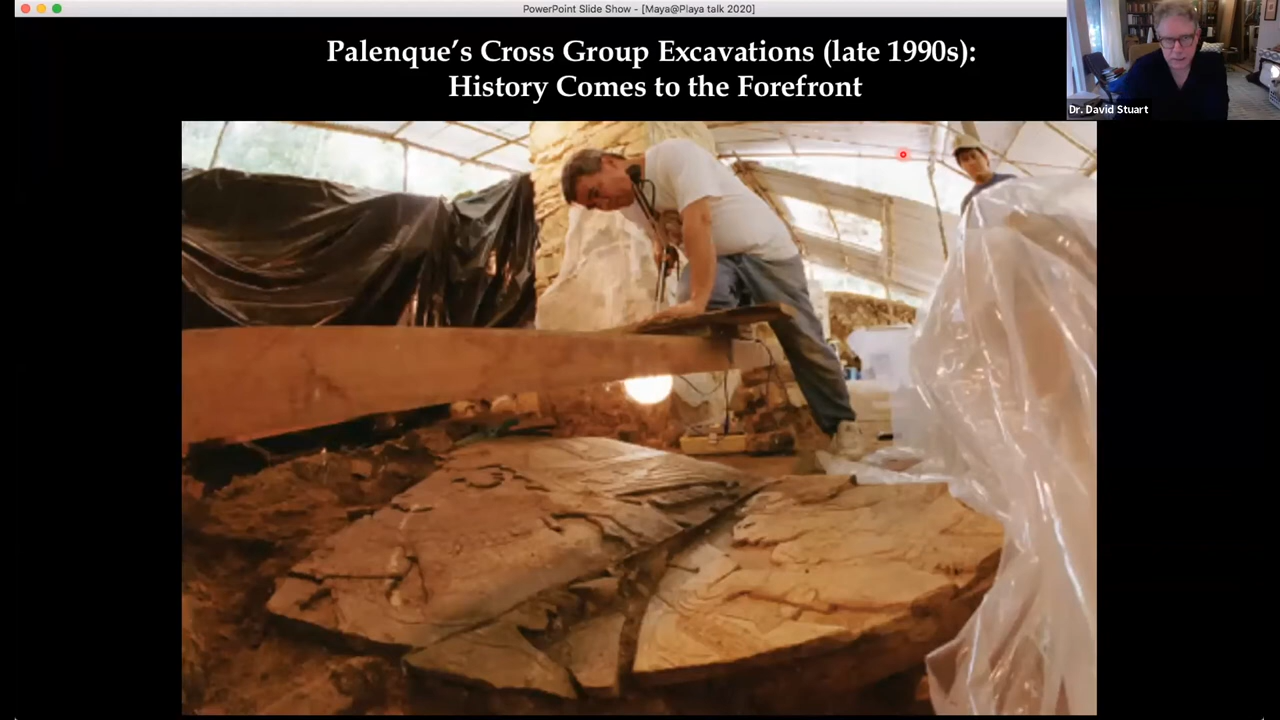 PowerPoint Slide Show - [Maya@Playa talk 2020]
Palenque's Cross Group Excavations (late 1990s):
History Comes to the Forefront
Dr. David Stuart